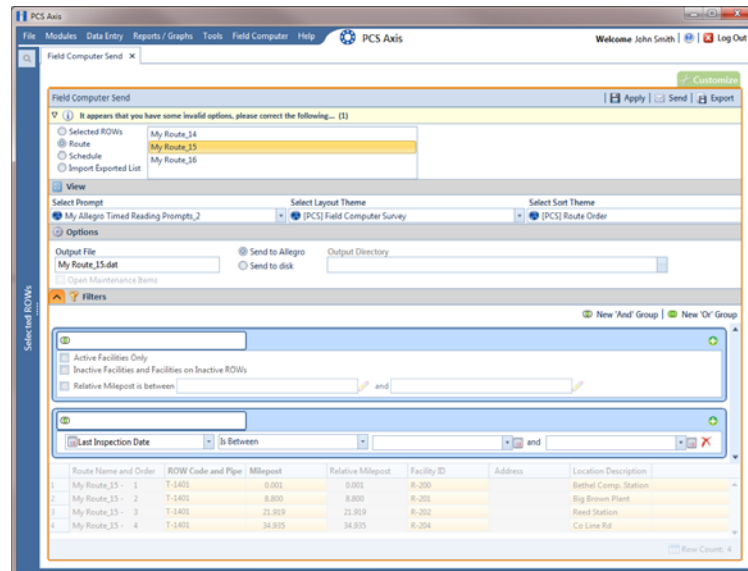 PCS Axis
File Modules Data Entry Reports / Graphs Tools Field Computer Help PCS Axis Welcome John Smith | | Log Out
Field Computer Send ×
Customize
Field Computer Send | Apply | Send | Export
It appears that you have some invalid options, please correct the following... (1)
Selected ROWs
Route
Schedule
Import Exported List
My Route_14
My Route_15
My Route_16
View
Select Prompt Select Layout Theme Select Sort Theme
My Allegro Timed Reading Prompts_2 [PCS] Field Computer Survey [PCS] Route Order
Options
Output File Send to Allegro Output Directory
My Route_15.dat Send to disk
Open Maintenance Items
Filters
Selected ROWs
New 'And' Group | New 'Or' Group
Active Facilities Only
Inactive Facilities and Facilities on Inactive ROWs
Relative Milepost is between and
Last Inspection Date Is Between and
Route Name and Order ROW Code and Pipe Milepost Relative Milepost Facility ID Address Location Description
1 My Route_15 - 1 T-1401 0.001 0.001 R-200 Bethel Comp. Station
2 My Route_15 - 2 T-1401 8.800 8.800 R-201 Big Brown Plant
3 My Route_15 - 3 T-1401 21.919 21.919 R-202 Reed Station
4 My Route_15 - 4 T-1401 34.935 34.935 R-204 Co Line Rd
Row Count: 4